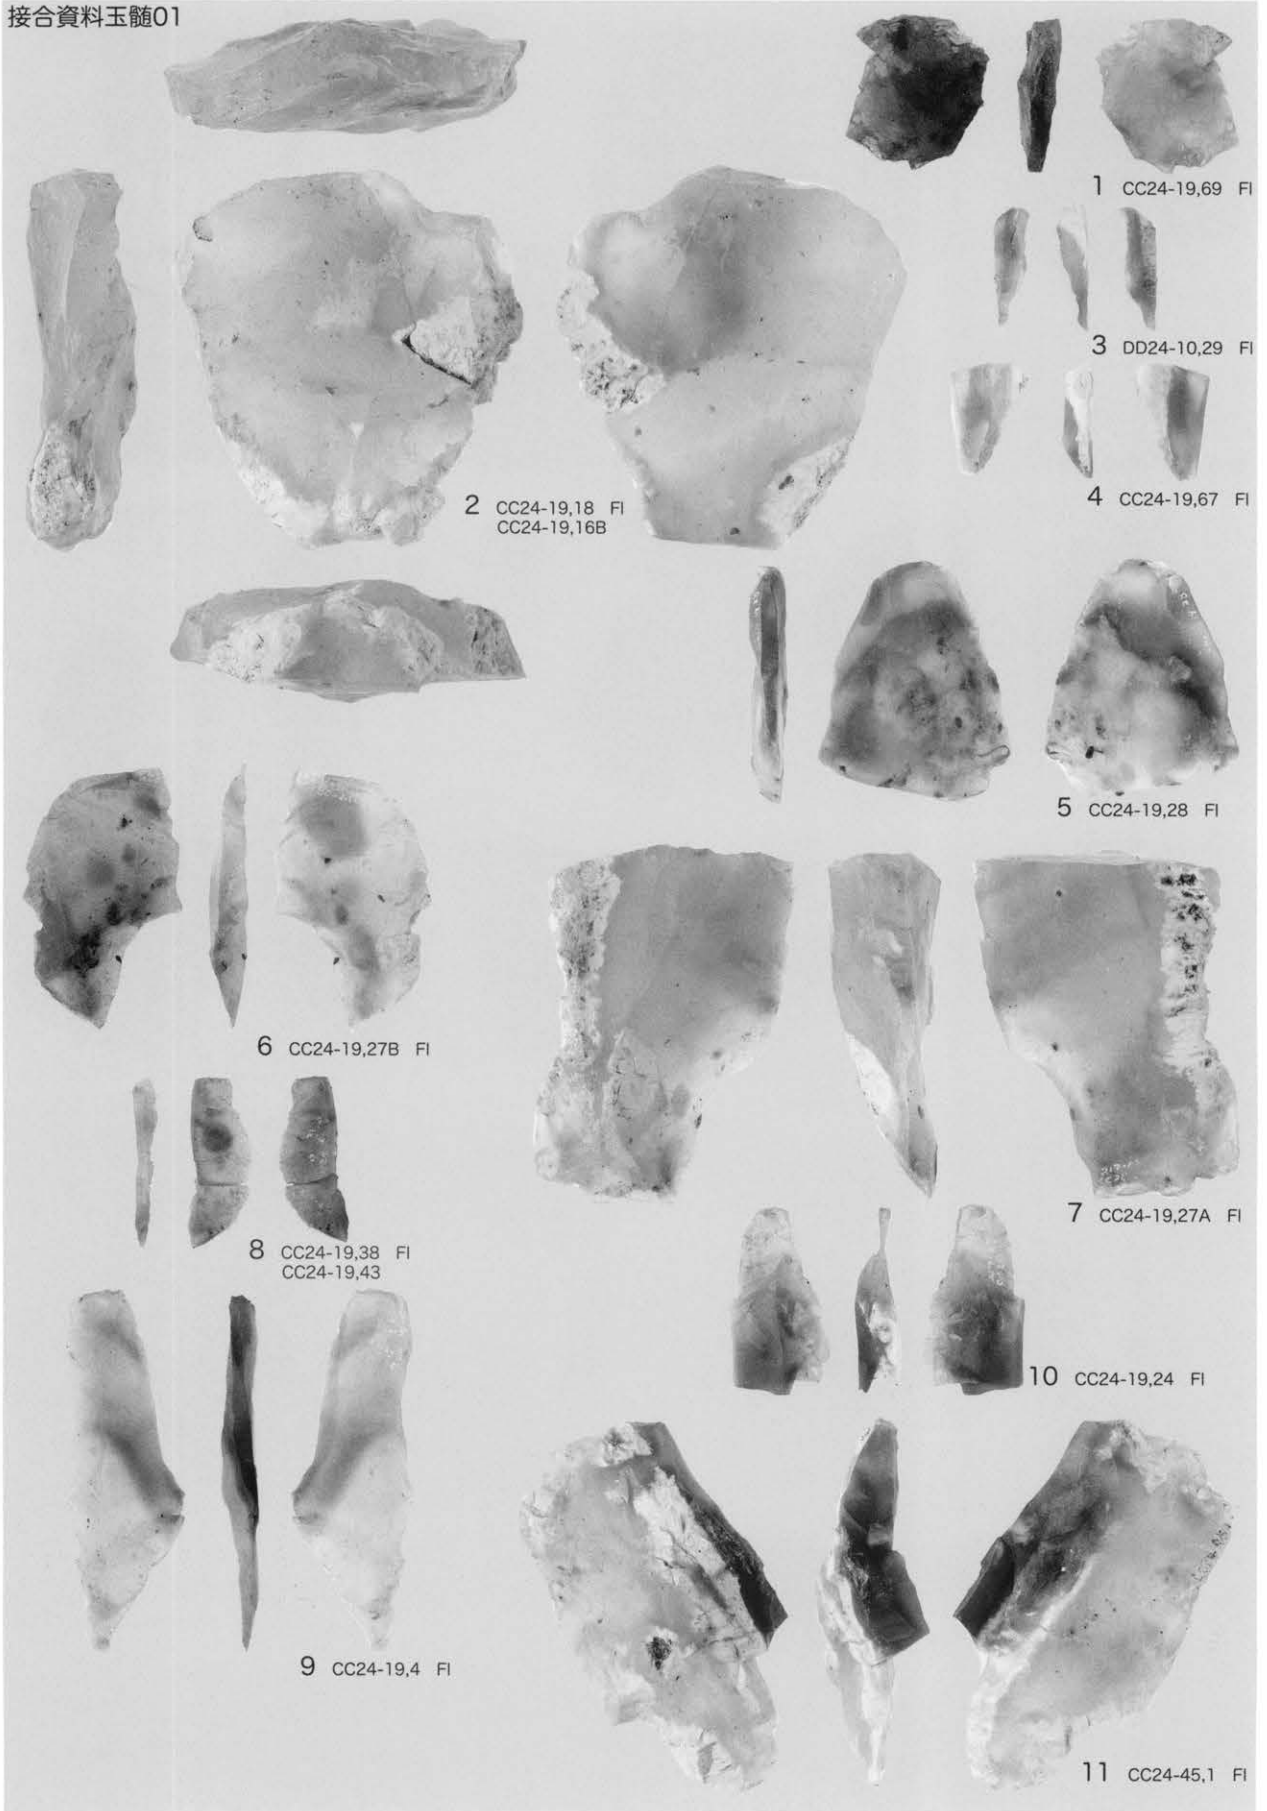 接合資料玉髄01
1 CC24-19,69 Fl
2 CC24-19,18 Fl
CC24-19,16B
3 DD24-10,29 Fl
4 CC24-19,67 Fl
5 CC24-19,28 Fl
6 CC24-19,27B Fl
7 CC24-19,27A Fl
8 CC24-19,38 Fl
CC24-19,43
9 CC24-19,4 Fl
10 CC24-19,24 Fl
11 CC24-45,1 Fl